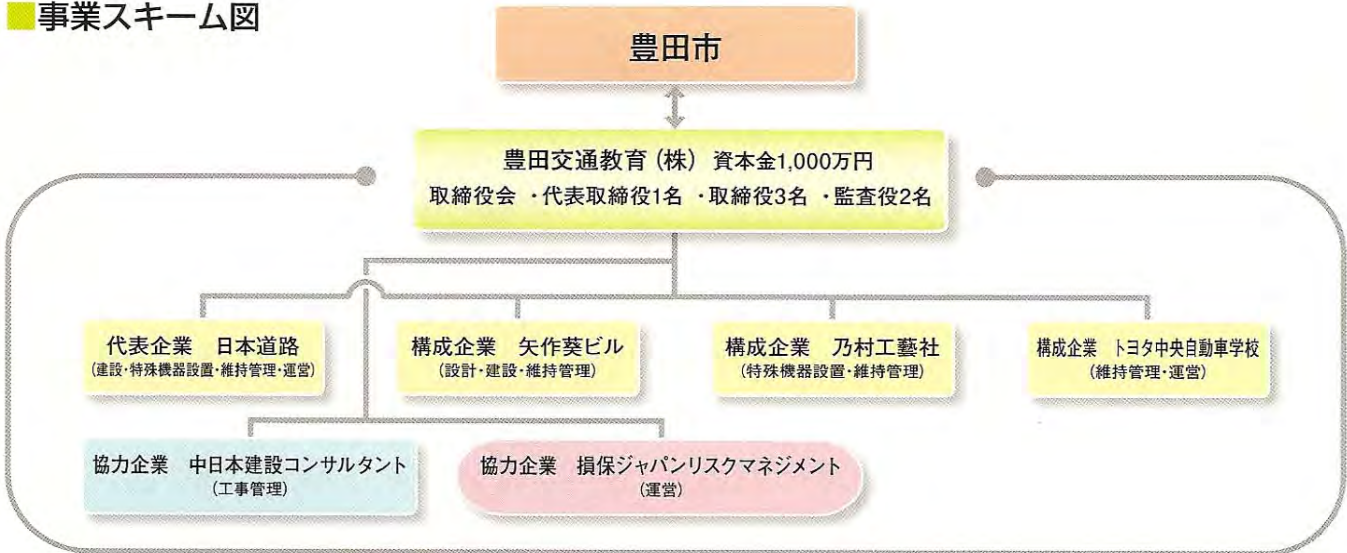 ■事業スキーム図
豊田市
豊田交通教育(株) 資本金1,000万円
取締役会 ・代表取締役1名 ・取締役3名 ・監査役2名
代表企業 日本道路
(建設・特殊機器設置・維持管理・運営)
構成企業 矢作葵ビル
(設計・建設・維持管理)
構成企業 乃村工藝社
(特殊機器設置・維持管理)
構成企業 トヨタ中央自動車学校
(維持管理・運営)
協力企業 中日本建設コンサルタント
(工事管理)
協力企業 損保ジャパンリスクマネジメント
(運営)